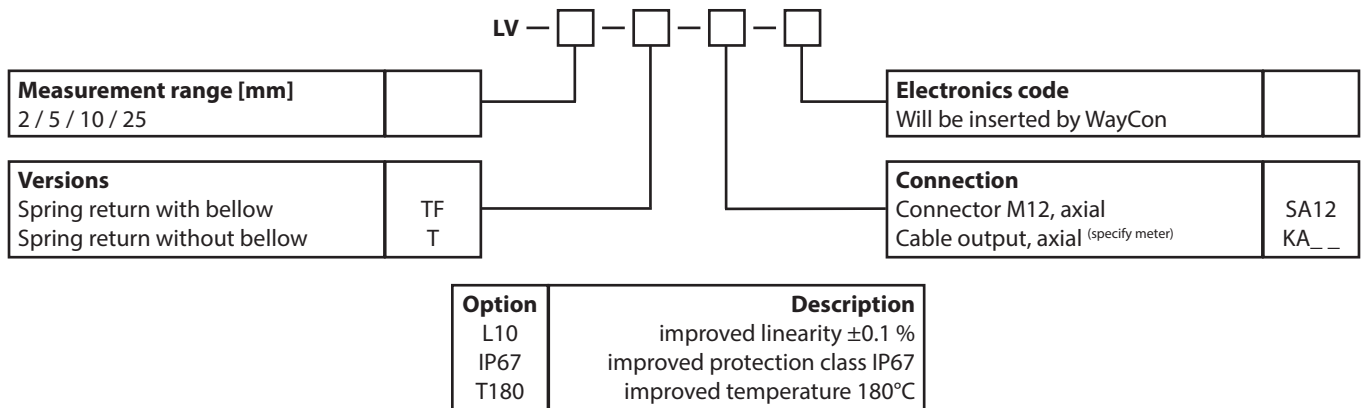 LV — □ — □ — □ — □
Measurement range [mm]
2 / 5 / 10 / 25
Versions
Spring return with bellow TF
Spring return without bellow T
Electronics code
Will be inserted by WayCon
Connection
Connector M12, axial SA12
Cable output, axial (specify meter) KA_ _
Option Description
L10 improved linearity ±0.1 %
IP67 improved protection class IP67
T180 improved temperature 180°C